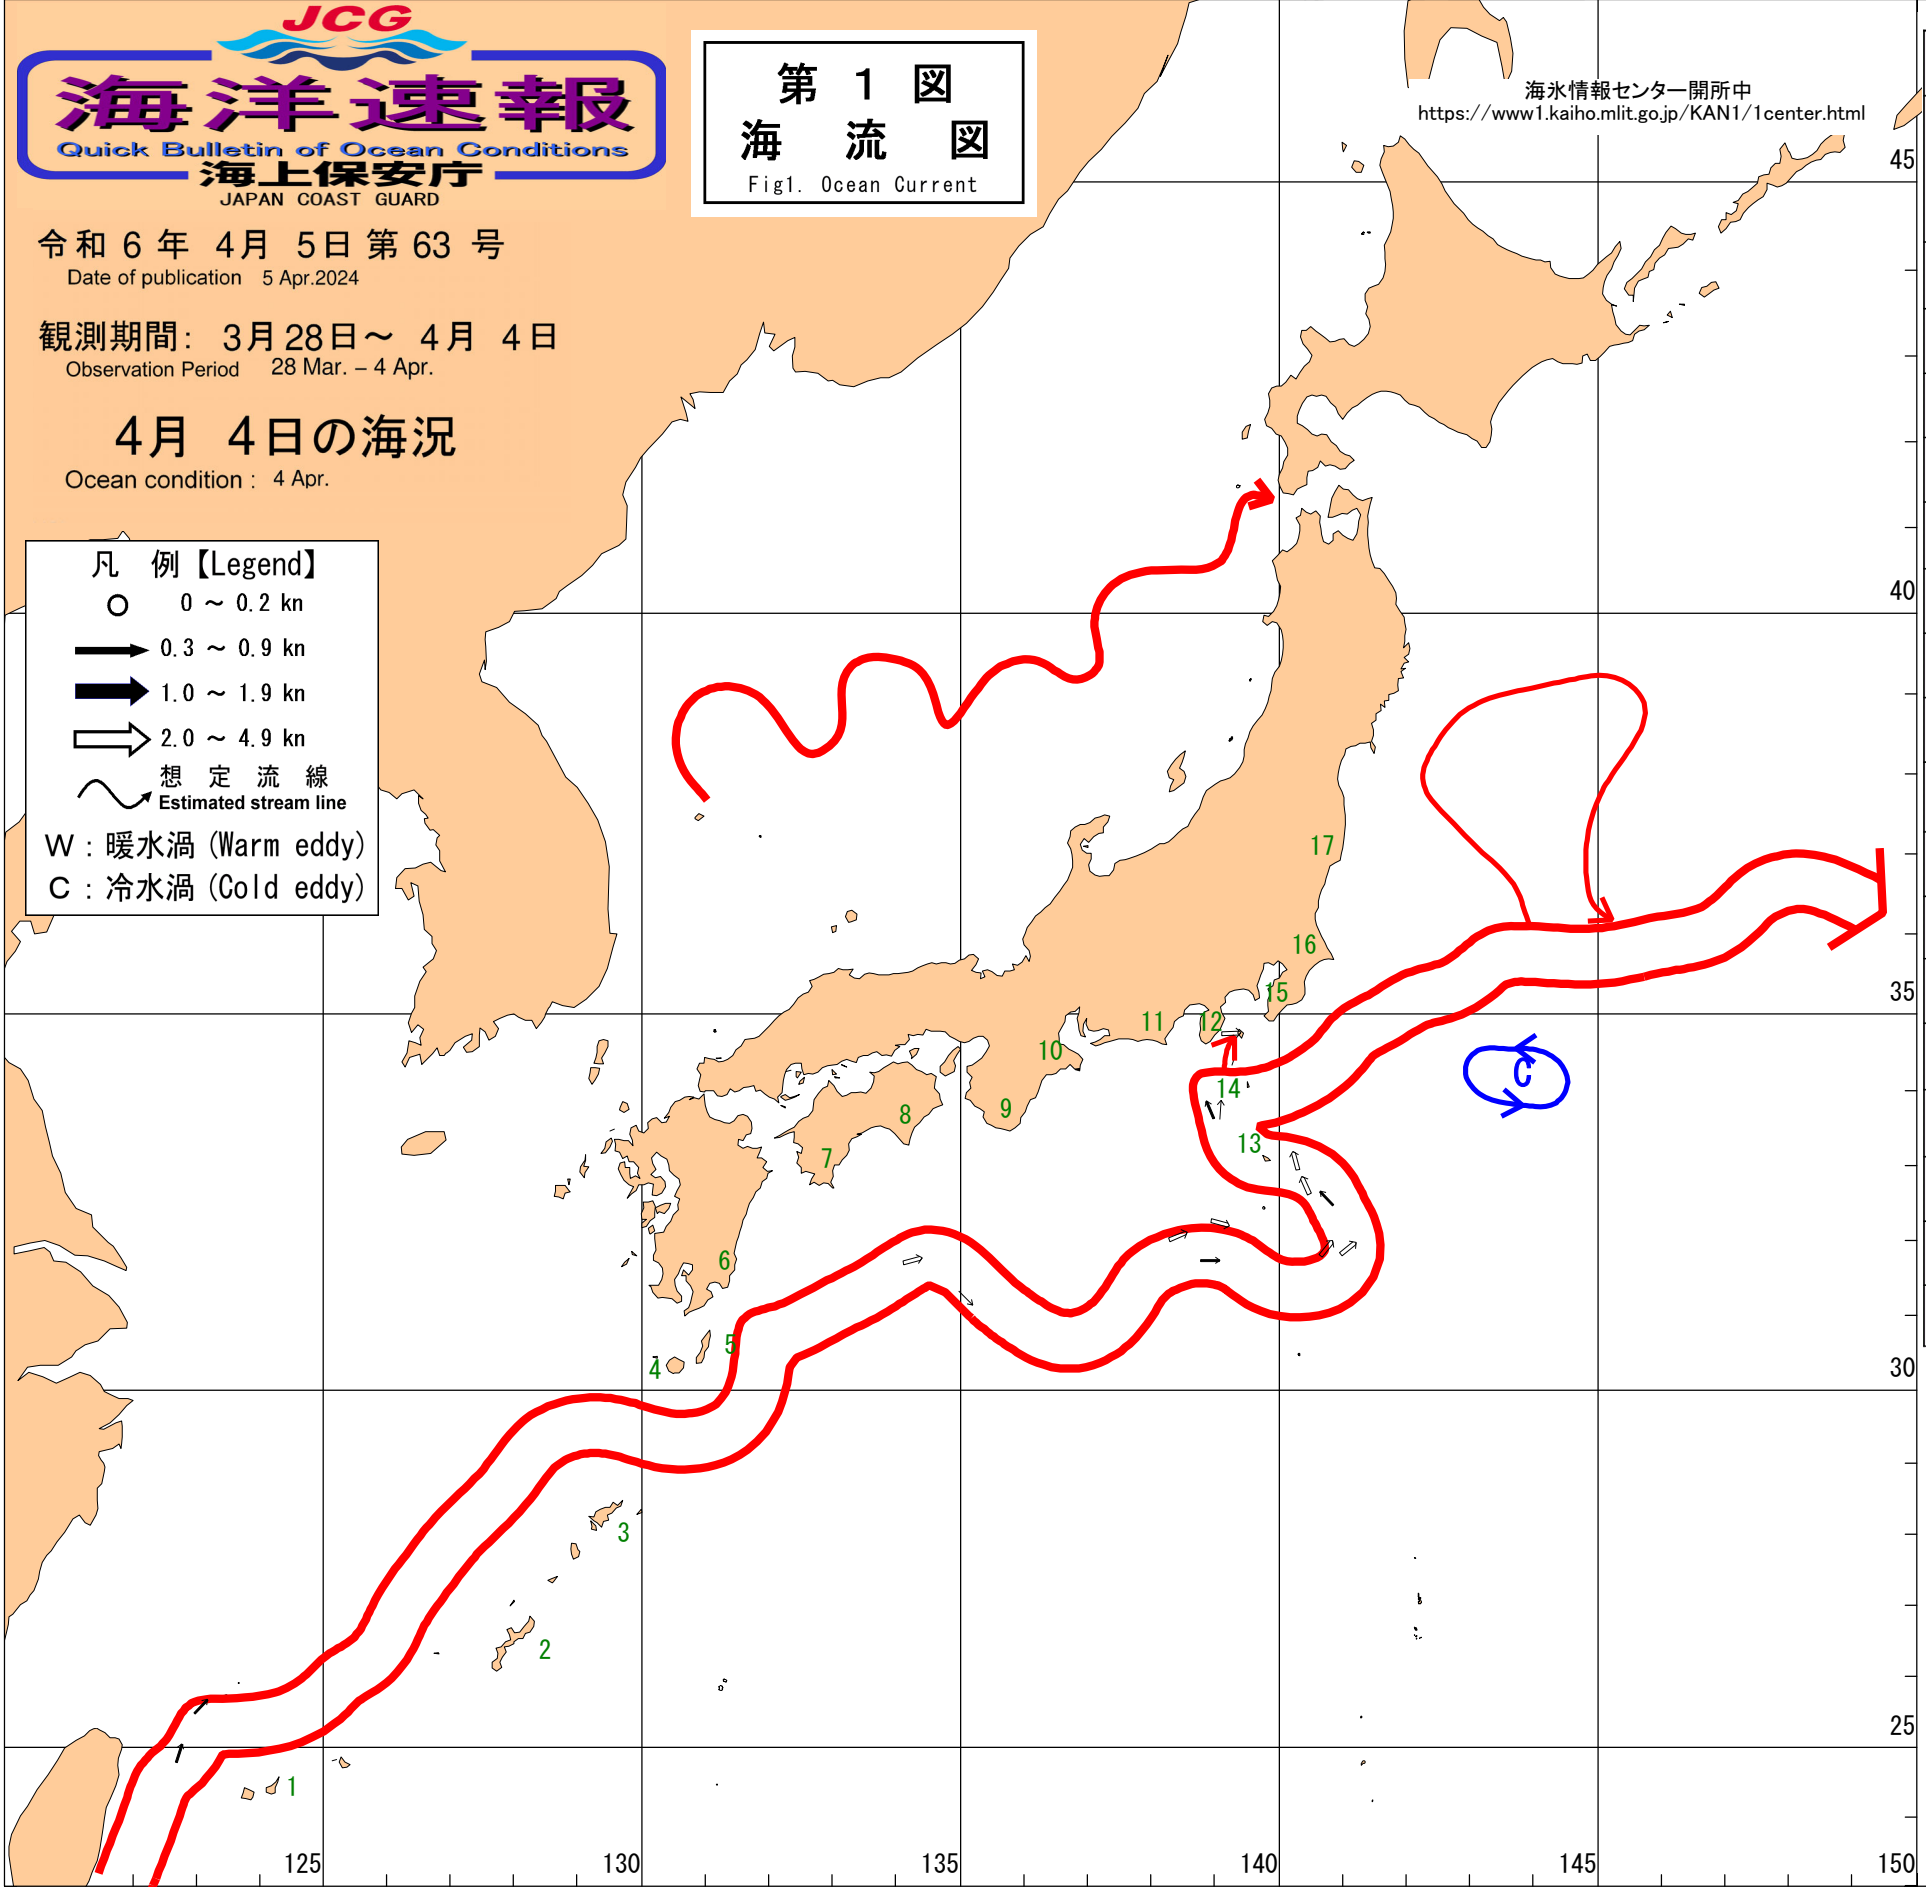 JCG
海洋速報
Quick Bulletin of Ocean Conditions
海上保安庁
JAPAN COAST GUARD
令和 6 年 4月 5日 第 63 号
Date of publication 5 Apr.2024
観測期間: 3月 28日～ 4月 4日
Observation Period 28 Mar. – 4 Apr.
4月 4日の海況
Ocean condition : 4 Apr.
第 1 図
海 流 図
Fig1. Ocean Current
海氷情報センター開所中
https://www1.kaiho.mlit.go.jp/KAN1/1center.html
凡 例【Legend】
0 ～ 0.2 kn
0.3 ～ 0.9 kn
1.0 ～ 1.9 kn
2.0 ～ 4.9 kn
想 定 流 線
Estimated stream line
W : 暖水渦 (Warm eddy)
C : 冷水渦 (Cold eddy)
45
40
35
30
25
17
16
15
12
11
10
14
C
9
8
13
7
6
5
4
3
2
1
125
130
135
140
145
150